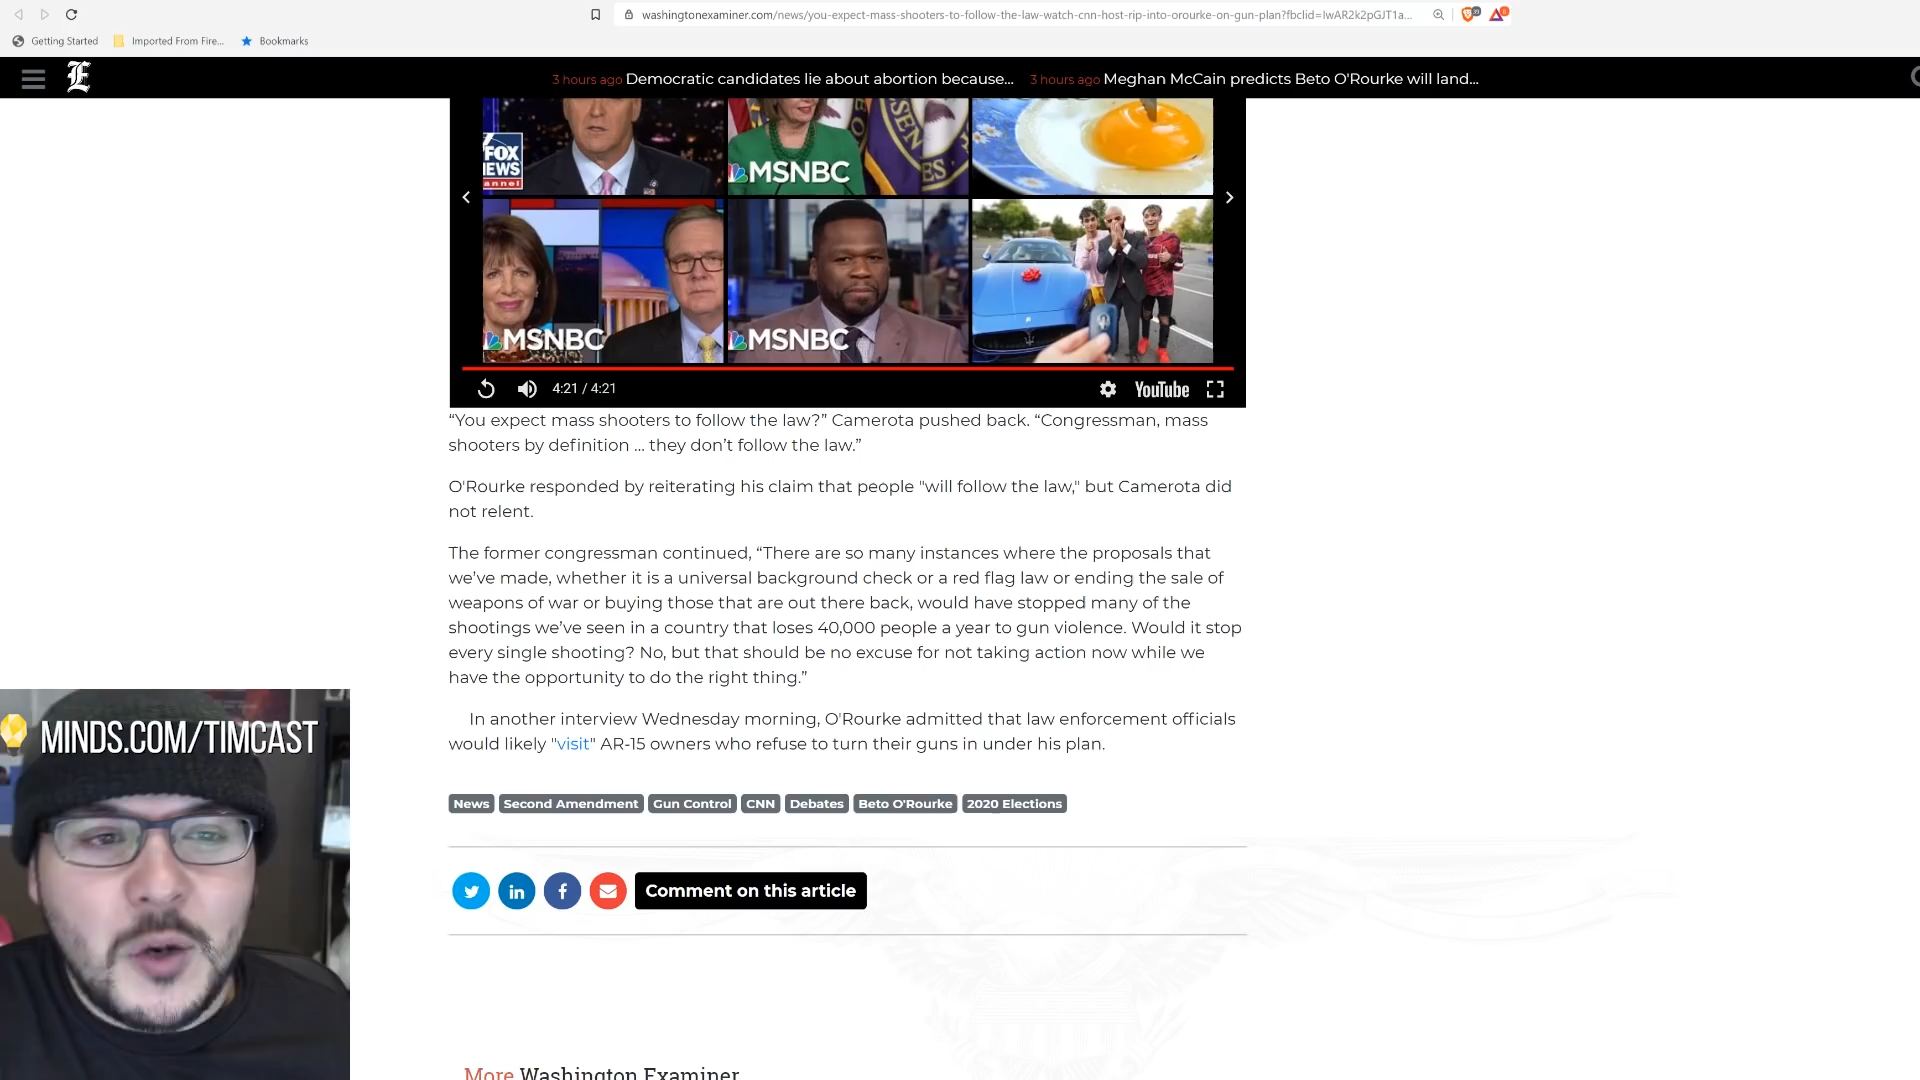 washingtonexaminer.com/news/you-expect-mass-shooters-to-follow-the-law-watch-cnn-host-rip-into-orourke-on-gun-plan?fbclid=IwAR2k2pGJT1a...
Getting Started Imported From Fire... Bookmarks
3 hours ago Democratic candidates lie about abortion because... 3 hours ago Meghan McCain predicts Beto O'Rourke will land...
FOX
NEWS
channel
MSNBC
SEN
ES
MSNBC
MSNBC
4:21 / 4:21
YouTube
“You expect mass shooters to follow the law?” Camerota pushed back. “Congressman, mass
shooters by definition ... they don’t follow the law.”
O'Rourke responded by reiterating his claim that people "will follow the law," but Camerota did
not relent.
The former congressman continued, “There are so many instances where the proposals that
we’ve made, whether it is a universal background check or a red flag law or ending the sale of
weapons of war or buying those that are out there back, would have stopped many of the
shootings we’ve seen in a country that loses 40,000 people a year to gun violence. Would it stop
every single shooting? No, but that should be no excuse for not taking action now while we
have the opportunity to do the right thing.”
In another interview Wednesday morning, O'Rourke admitted that law enforcement officials
would likely "visit" AR-15 owners who refuse to turn their guns in under his plan.
MINDS.COM/TIMCAST
News Second Amendment Gun Control CNN Debates Beto O'Rourke 2020 Elections
Comment on this article
More Washington Examiner